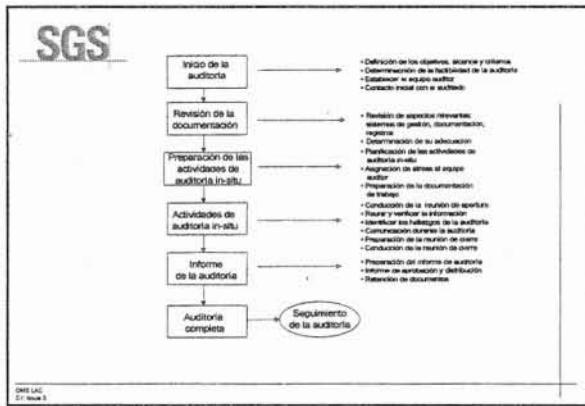 SGS
Inicio de la
auditoría
• Definición de los objetivos, alcance y criterios
• Determinación de la factibilidad de la auditoría
• Establecer el equipo auditor
• Contacto inicial con el auditado
Revisión de la
documentación
• Revisión de aspectos relevantes:
sistemas de gestión, documentación,
registros
• Determinación de su adecuación
Preparación de las
actividades de
auditoría in-situ
• Planificación de las actividades de
auditoría in-situ
• Asignación de tareas al equipo
auditor
• Preparación de la documentación
de trabajo
Actividades de
auditoría in-situ
• Conducción de la reunión de apertura
• Reunir y verificar la información
• Identificar los hallazgos de la auditoría
• Comunicación durante la auditoría
• Preparación de la reunión de cierre
• Conducción de la reunión de cierre
Informe
de la auditoría
• Preparación del informe de auditoría
• Informe de aprobación y distribución
• Retención de documentos
Auditoría
completa
Seguimiento
de la auditoría
LAC
Issue